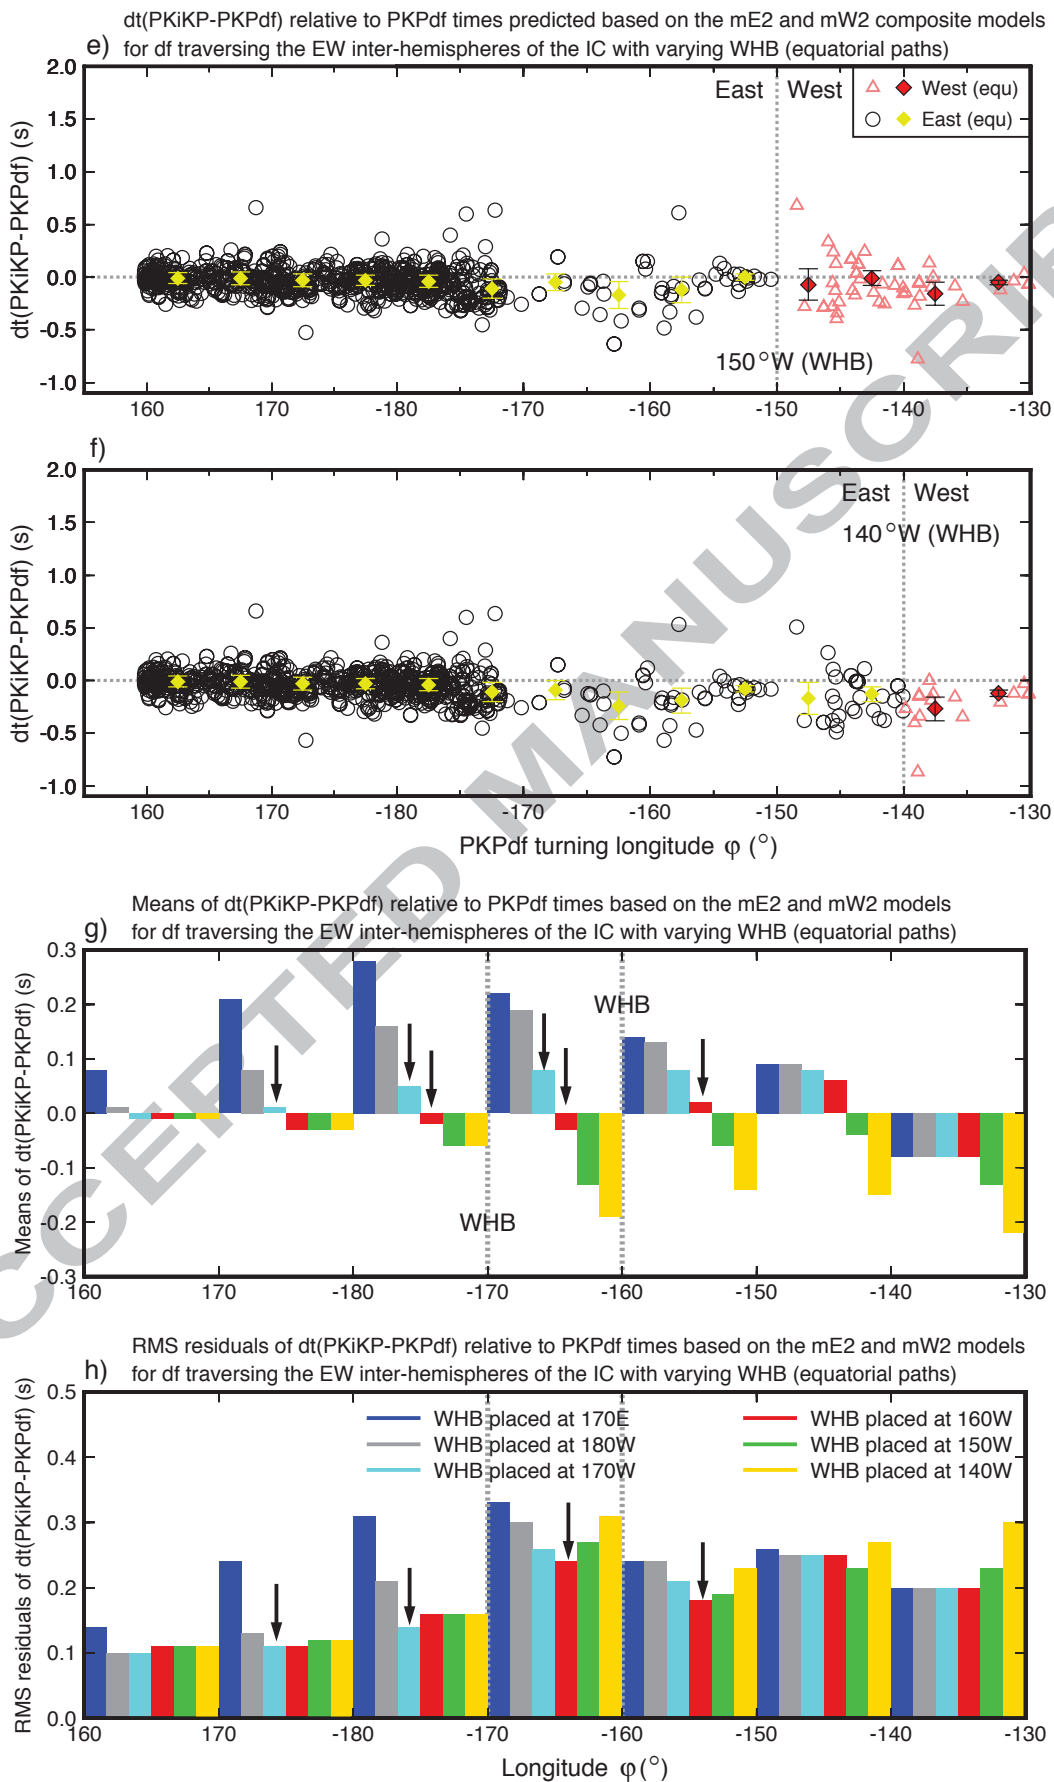 dt(PKiKP-PKPdf) relative to PKPdf times predicted based on the mE2 and mW2 composite models
e) for df traversing the EW inter-hemispheres of the IC with varying WHB (equatorial paths)
2.0
1.5
1.0
0.5
0.0
-0.5
-1.0
dt(PKiKP-PKPdf) (s)
East West
West (equ)
East (equ)
150°W (WHB)
160 170 -180 -170 -160 -150 -140 -130
f)
2.0
1.5
1.0
0.5
0.0
-0.5
-1.0
dt(PKiKP-PKPdf) (s)
East West
140°W (WHB)
160 170 -180 -170 -160 -150 -140 -130
PKPdf turning longitude φ (°)
Means of dt(PKiKP-PKPdf) relative to PKPdf times based on the mE2 and mW2 models
g) for df traversing the EW inter-hemispheres of the IC with varying WHB (equatorial paths)
0.3
0.2
0.1
0.0
-0.1
-0.2
-0.3
Means of dt(PKiKP-PKPdf) (s)
WHB
WHB
160 170 -180 -170 -160 -150 -140 -130
RMS residuals of dt(PKiKP-PKPdf) relative to PKPdf times based on the mE2 and mW2 models
h) for df traversing the EW inter-hemispheres of the IC with varying WHB (equatorial paths)
0.5
0.4
0.3
0.2
0.1
0.0
RMS residuals of dt(PKiKP-PKPdf) (s)
WHB placed at 170E WHB placed at 160W
WHB placed at 180W WHB placed at 150W
WHB placed at 170W WHB placed at 140W
160 170 -180 -170 -160 -150 -140 -130
Longitude φ(°)
CCEPTED MANUSCRIP